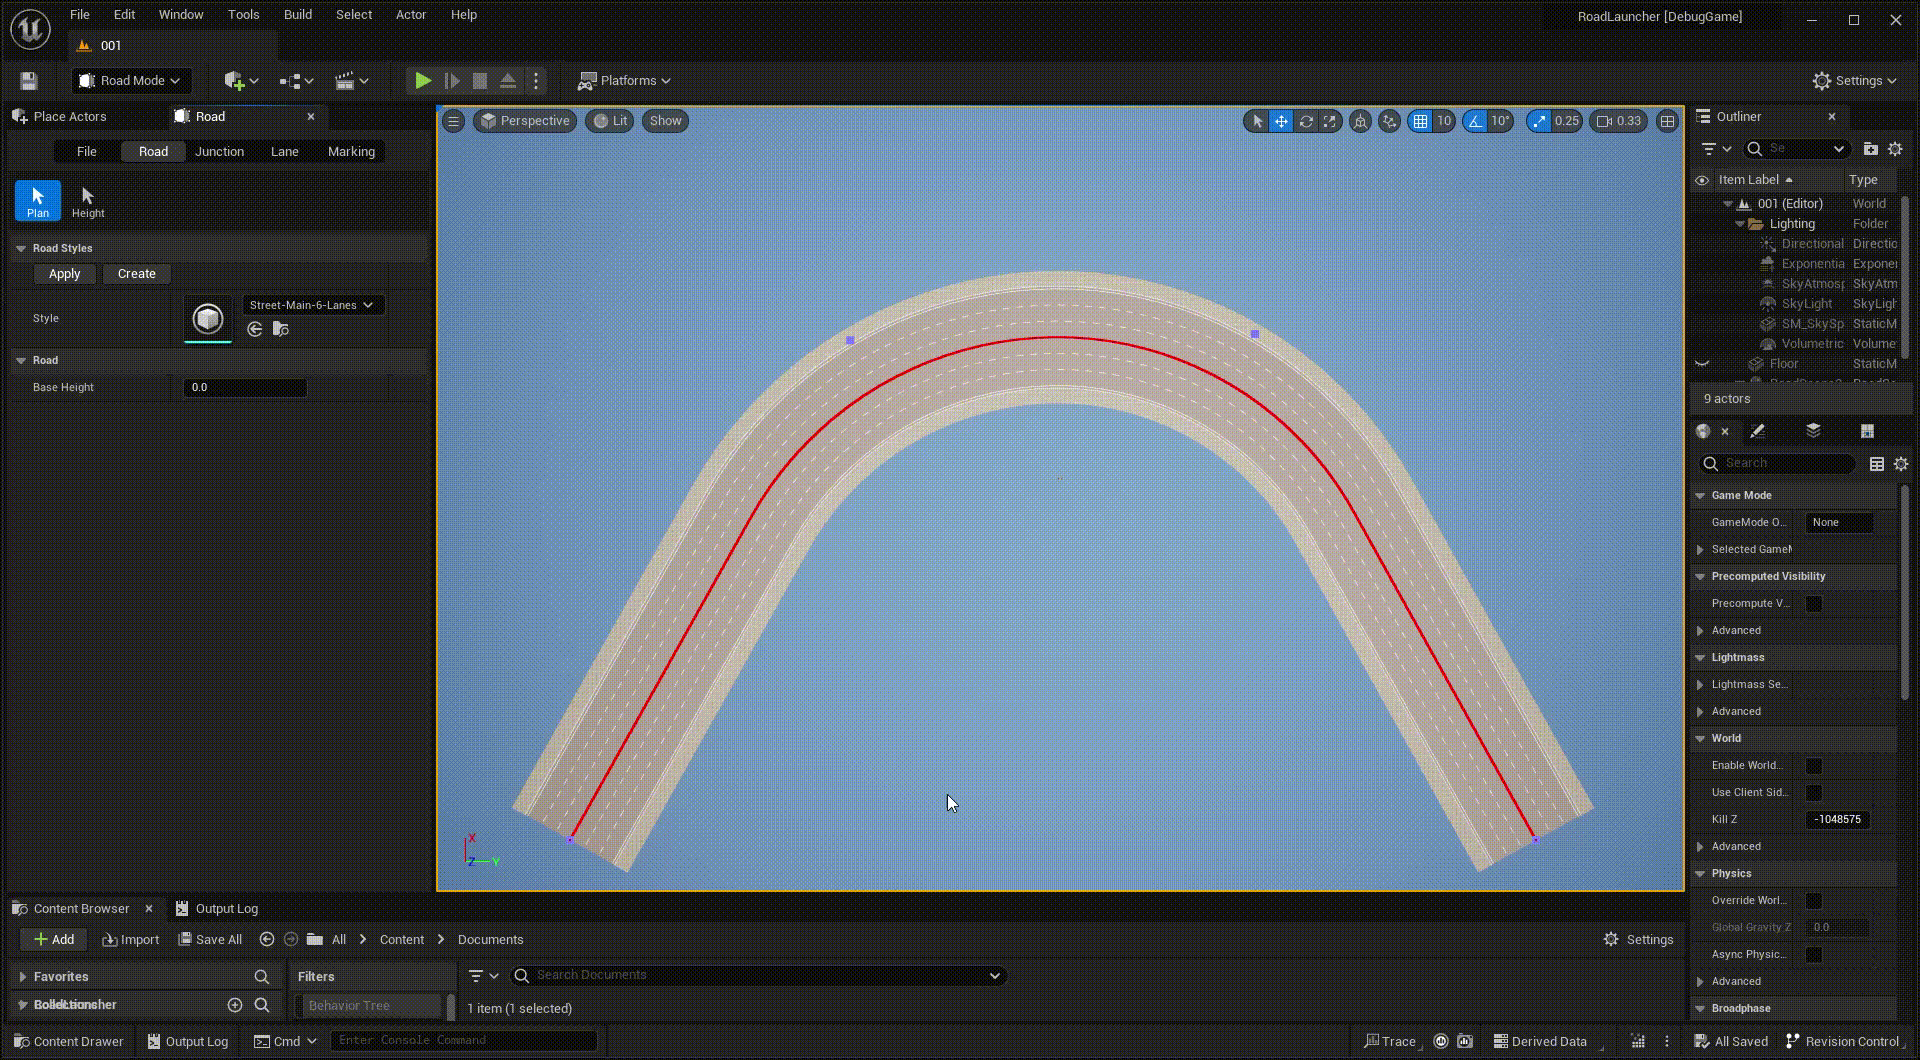 File Edit Window Tools Build Select Actor Help
RoadLauncher [DebugGame]
001
Road Mode
Platforms
Settings
Place Actors
Road
File Road Junction Lane Marking
Plan Height
Road Styles
Apply Create
Style
Street-Main-6-Lanes
Road
Base Height 0.0
Perspective Lit Show
10 10° 0.25 0.33
X
Z Y
Outliner
Se
Item Label Type
001 (Editor) World
Lighting Folder
Directional Directic
Exponentia Exponer
SkyAtmosp SkyAtm
SkyLight SkyLigh
SM_SkySp StaticM
Volumetric Volume
Floor StaticM
9 actors
Search
Game Mode
GameMode O... None
Selected GameM
Precomputed Visibility
Precompute V...
Advanced
Lightmass
Lightmass Se...
Advanced
World
Enable World...
Use Client Sid...
Kill Z -1048575
Advanced
Physics
Override Worl...
Global Gravity Z 0.0
Async Physic...
Advanced
Broadphase
Content Browser Output Log
Add Import Save All All Content Documents Settings
Favorites
Collections
Filters
Behavior Tree
Search Documents
1 item (1 selected)
Content Drawer Output Log Cmd Enter Console Command
Trace Derived Data All Saved Revision Control